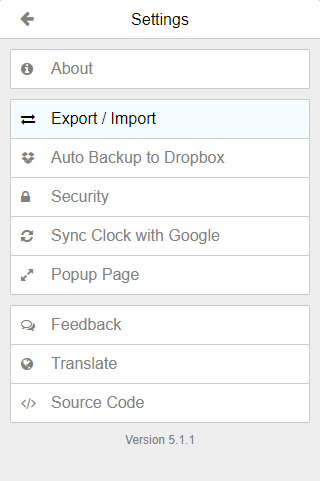 Settings
About
Export / Import
Auto Backup to Dropbox
Security
Sync Clock with Google
Popup Page
Feedback
Translate
Source Code
Version 5.1.1